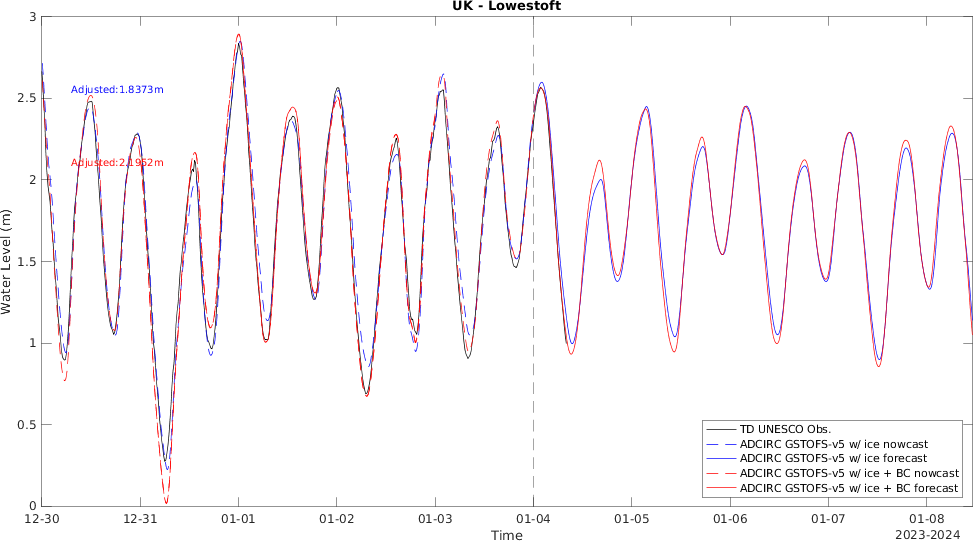 UK - Lowestoft
3
2.5
2
1.5
1
0.5
0
Water Level (m)
Adjusted:1.8373m
Adjusted:2.1952m
TD UNESCO Obs.
ADCIRC GSTOFS-v5 w/ ice nowcast
ADCIRC GSTOFS-v5 w/ ice forecast
ADCIRC GSTOFS-v5 w/ ice + BC nowcast
ADCIRC GSTOFS-v5 w/ ice + BC forecast
12-30 12-31 01-01 01-02 01-03 01-04 01-05 01-06 01-07 01-08
Time
2023-2024